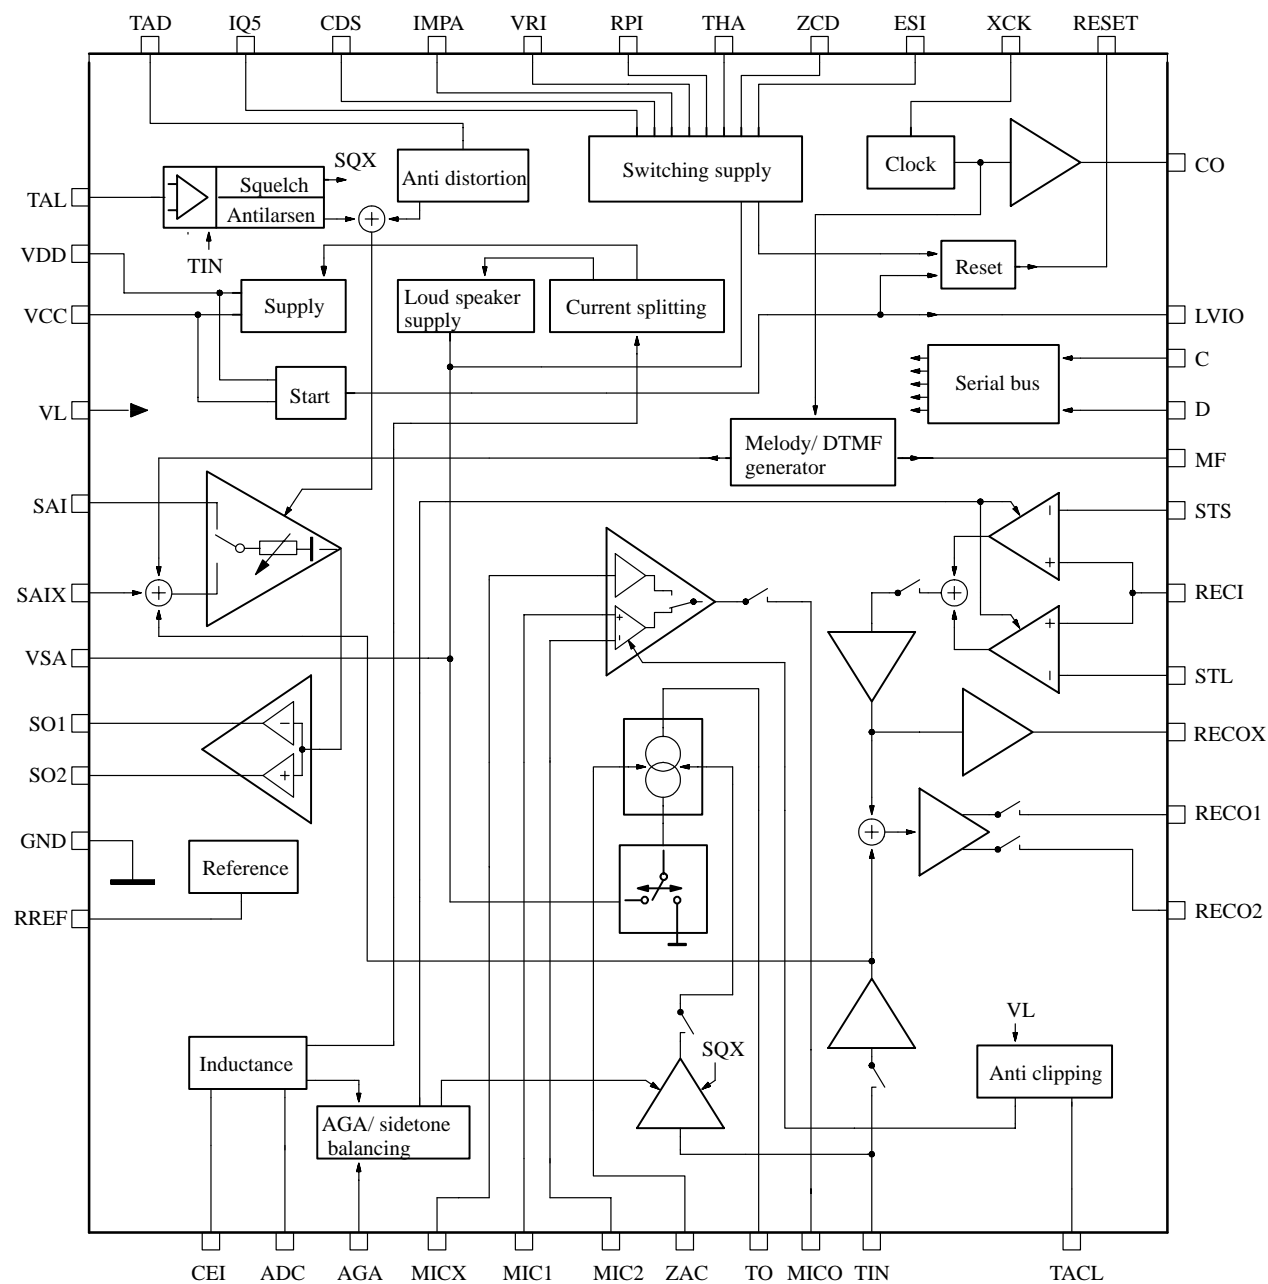 TAD IQ5 CDS IMPA VRI RPI THA ZCD ESI XCK RESET
SQX
Switching supply
Clock
CO
Anti distortion
Squelch
TAL
Antilarsen
+
VDD
TIN
Reset
Supply
Loud speaker
supply
Current splitting
VCC
LVIO
C
Serial bus
Start
VL
D
Melody/ DTMF
generator
MF
SAI
-
STS
+
SAIX
+
+
RECI
+
-
+
VSA
-
STL
SO1
-
RECOX
SO2
+
RECO1
GND
+
Reference
RREF
RECO2
VL
SQX
Inductance
Anti clipping
AGA/ sidetone
balancing
CEI ADC AGA MICX MIC1 MIC2 ZAC TO MICO TIN TACL